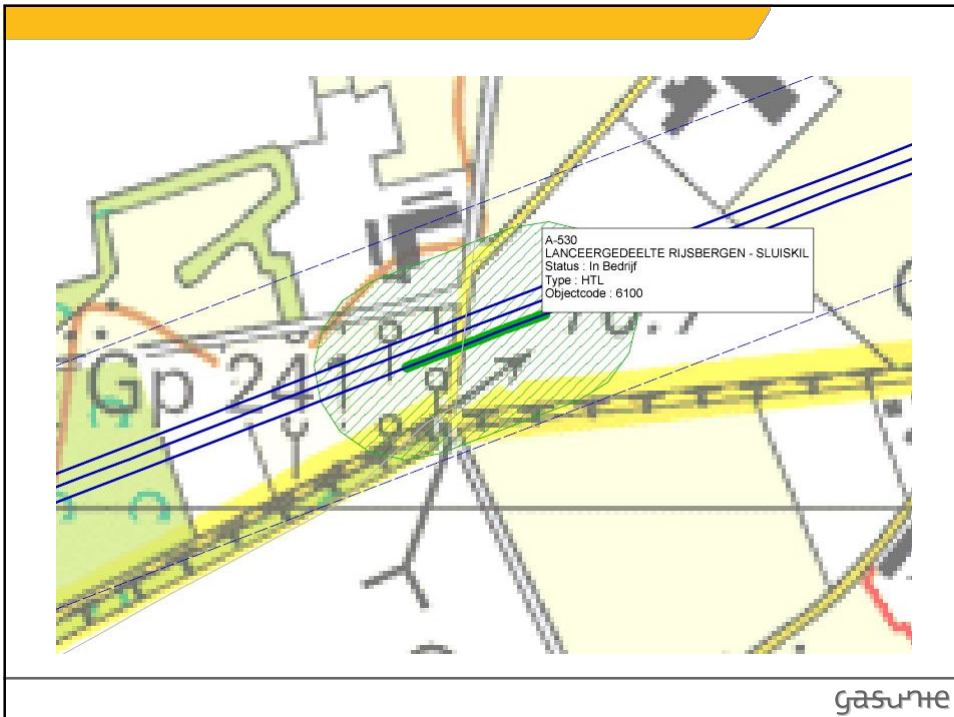 A-530
LANCEERGEDEELTE RIJSBERGEN - SLUISKIL
Status : In Bedrijf
Type : HTL
Objectcode : 6100
Gp 241
gasunie